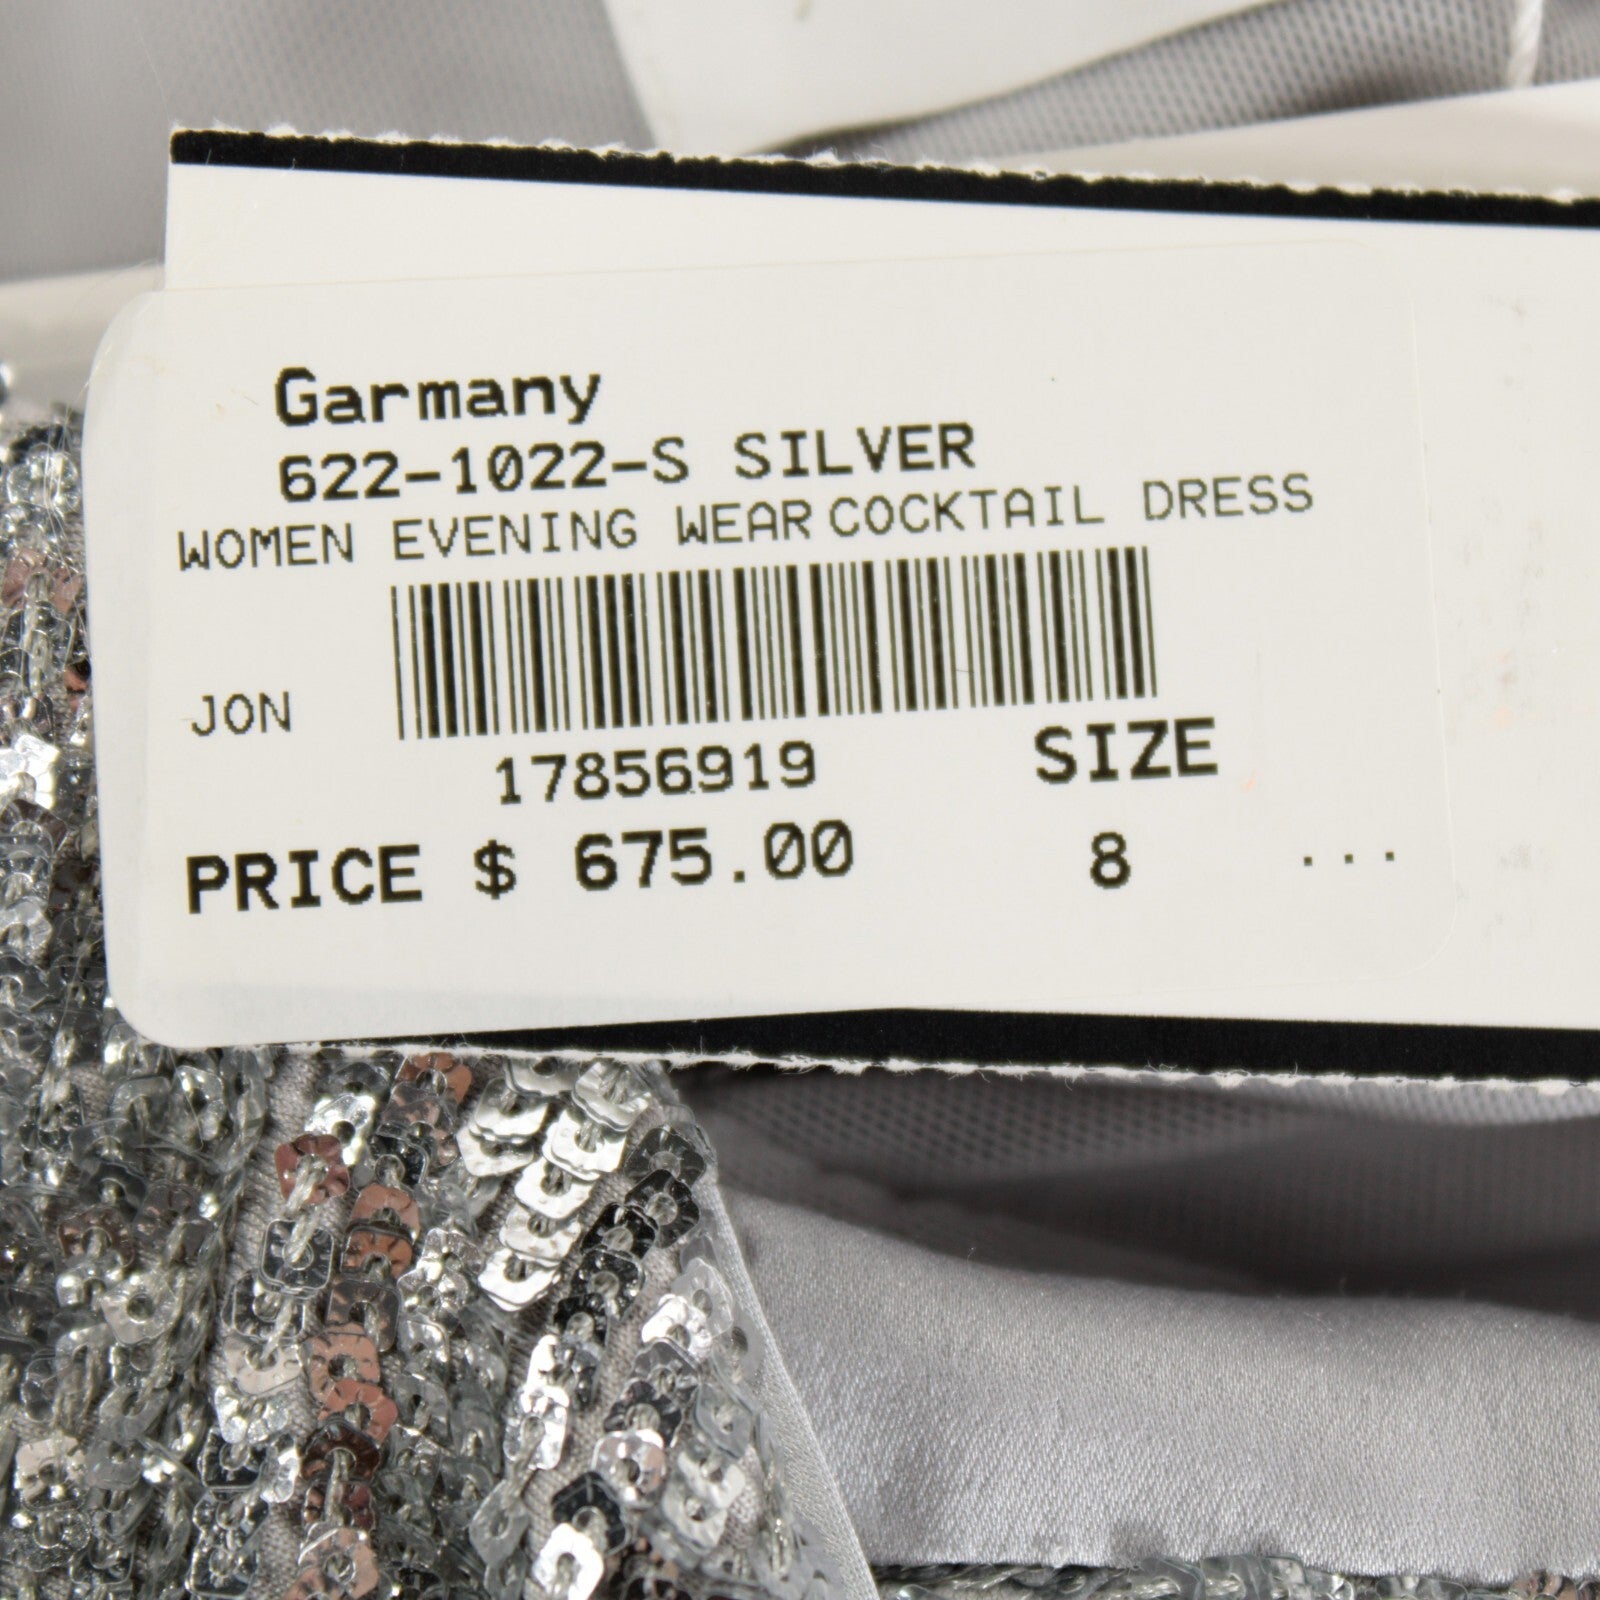 Garmany
622-1022-S SILVER
WOMEN EVENING WEAR COCKTAIL DRESS
JON
17856919
SIZE
PRICE $ 675.00
8
...